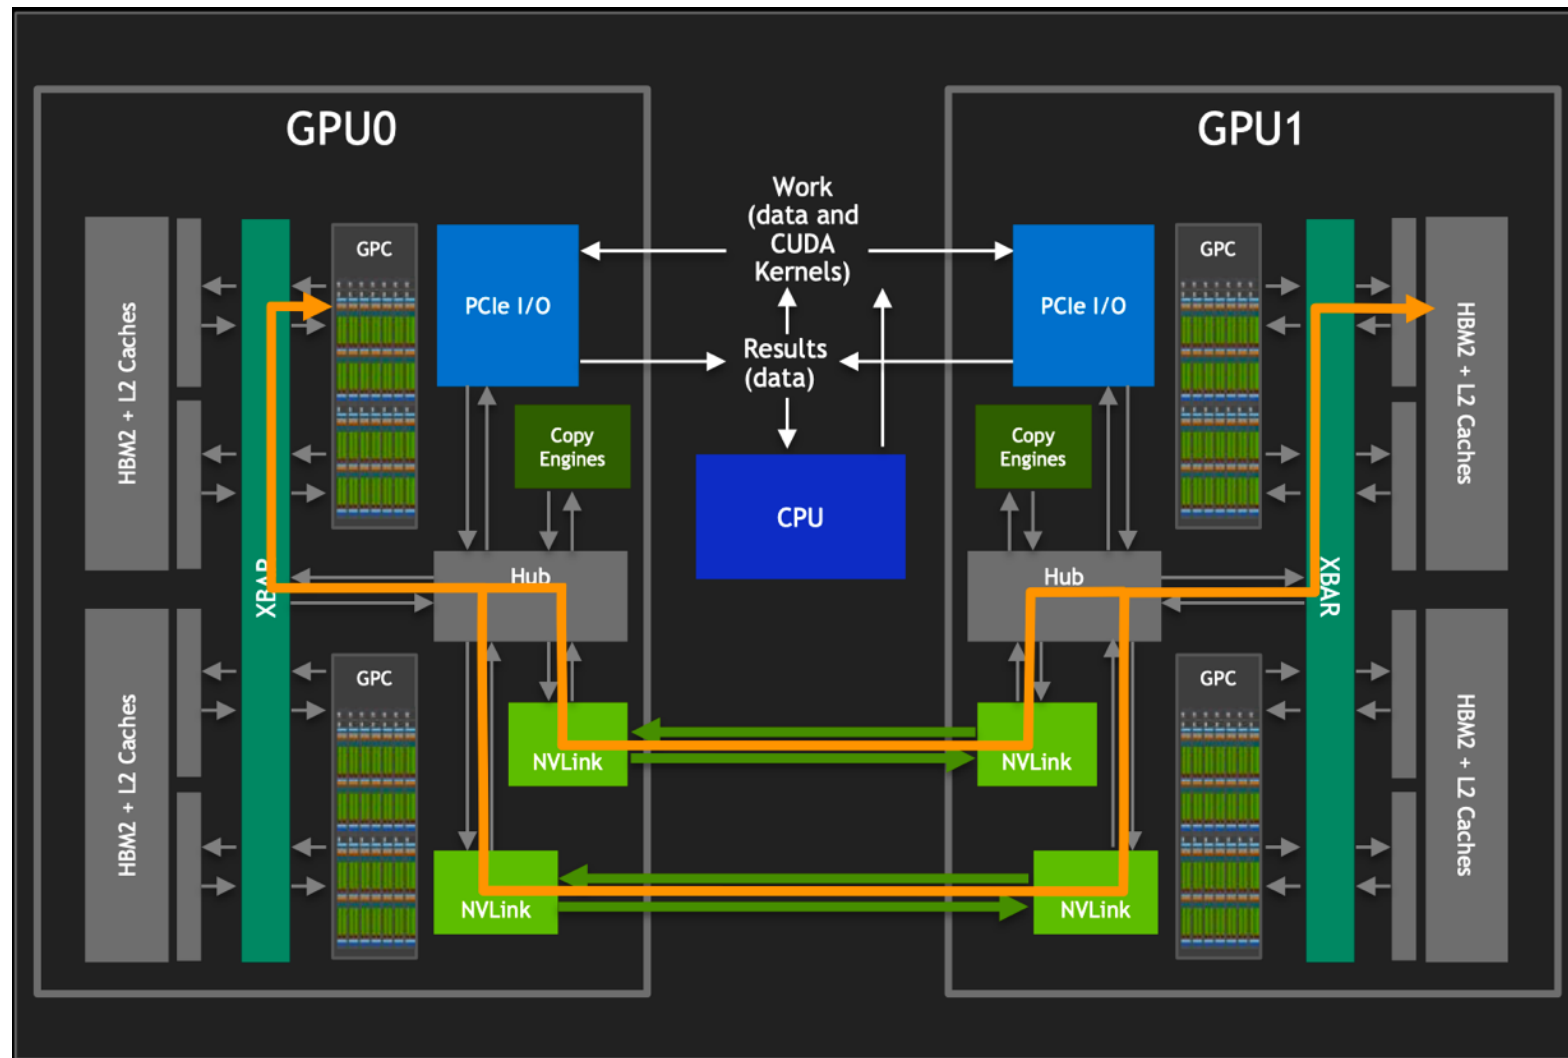 GPU0
HBM2 + L2 Caches
HBM2 + L2 Caches
XBAR
GPC
GPC
PCIe I/O
Copy
Engines
Hub
NVLink
NVLink
Work
(data and
CUDA
Kernels)
Results
(data)
CPU
GPU1
PCIe I/O
Copy
Engines
Hub
NVLink
NVLink
GPC
GPC
XBAR
HBM2 + L2 Caches
HBM2 + L2 Caches